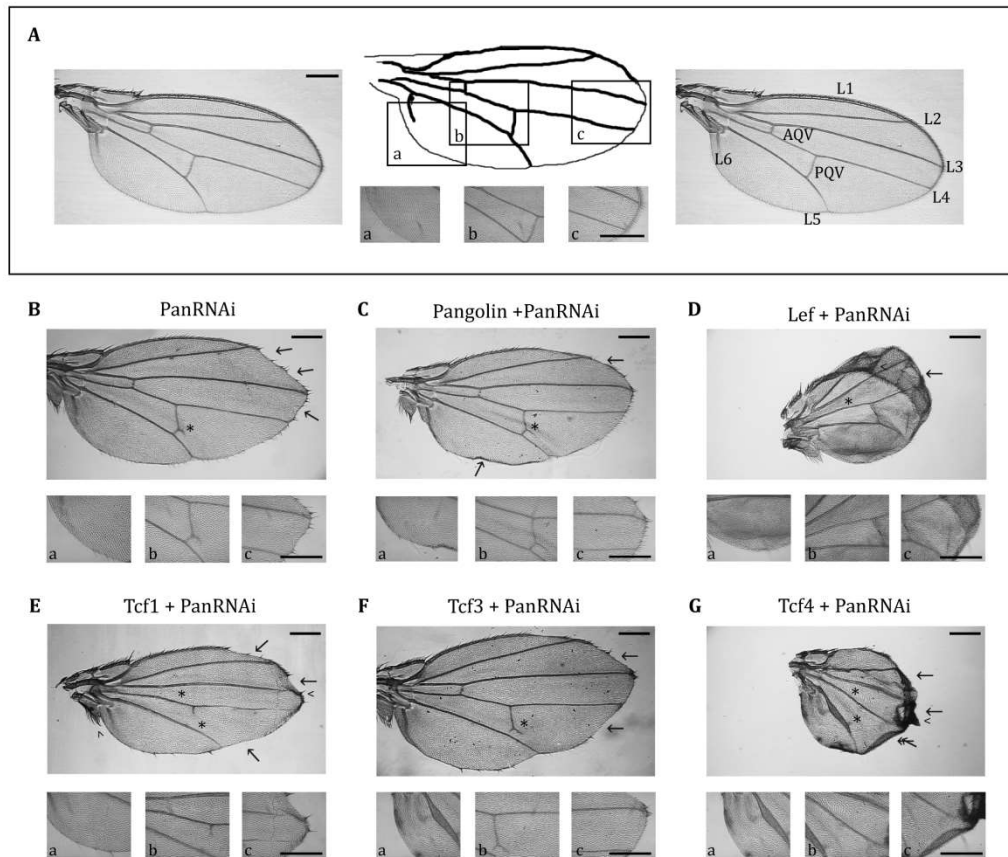 A
L1
L2
AQV
L3
L6
PQV
L4
L5
a
b
c
a
b
c
B
PanRNAi
C
Pangolin +PanRNAi
D
Lef + PanRNAi
*
*
*
a
b
c
a
b
c
a
b
c
E
Tcf1 + PanRNAi
F
Tcf3 + PanRNAi
G
Tcf4 + PanRNAi
*
*
*
*
*
a
b
c
a
b
c
a
b
c